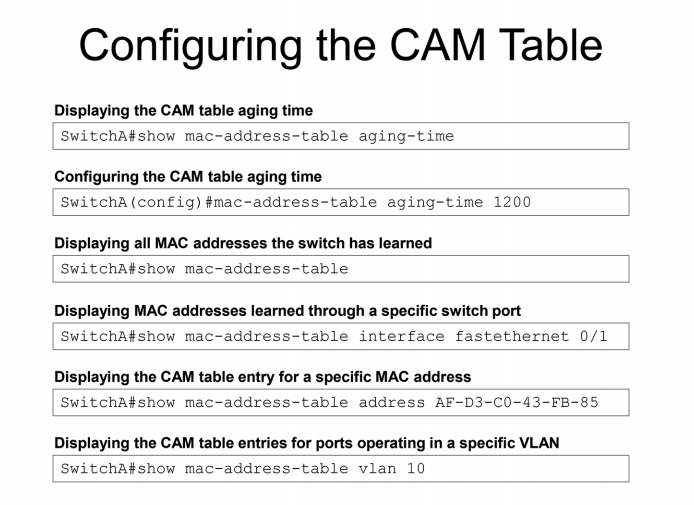 Configuring the CAM Table
Displaying the CAM table aging time
SwitchA#show mac-address-table aging-time
Configuring the CAM table aging time
SwitchA(config)#mac-address-table aging-time 1200
Displaying all MAC addresses the switch has learned
SwitchA#show mac-address-table
Displaying MAC addresses learned through a specific switch port
SwitchA#show mac-address-table interface fastethernet 0/1
Displaying the CAM table entry for a specific MAC address
SwitchA#show mac-address-table address AF-D3-C0-43-FB-85
Displaying the CAM table entries for ports operating in a specific VLAN
SwitchA#show mac-address-table vlan 10